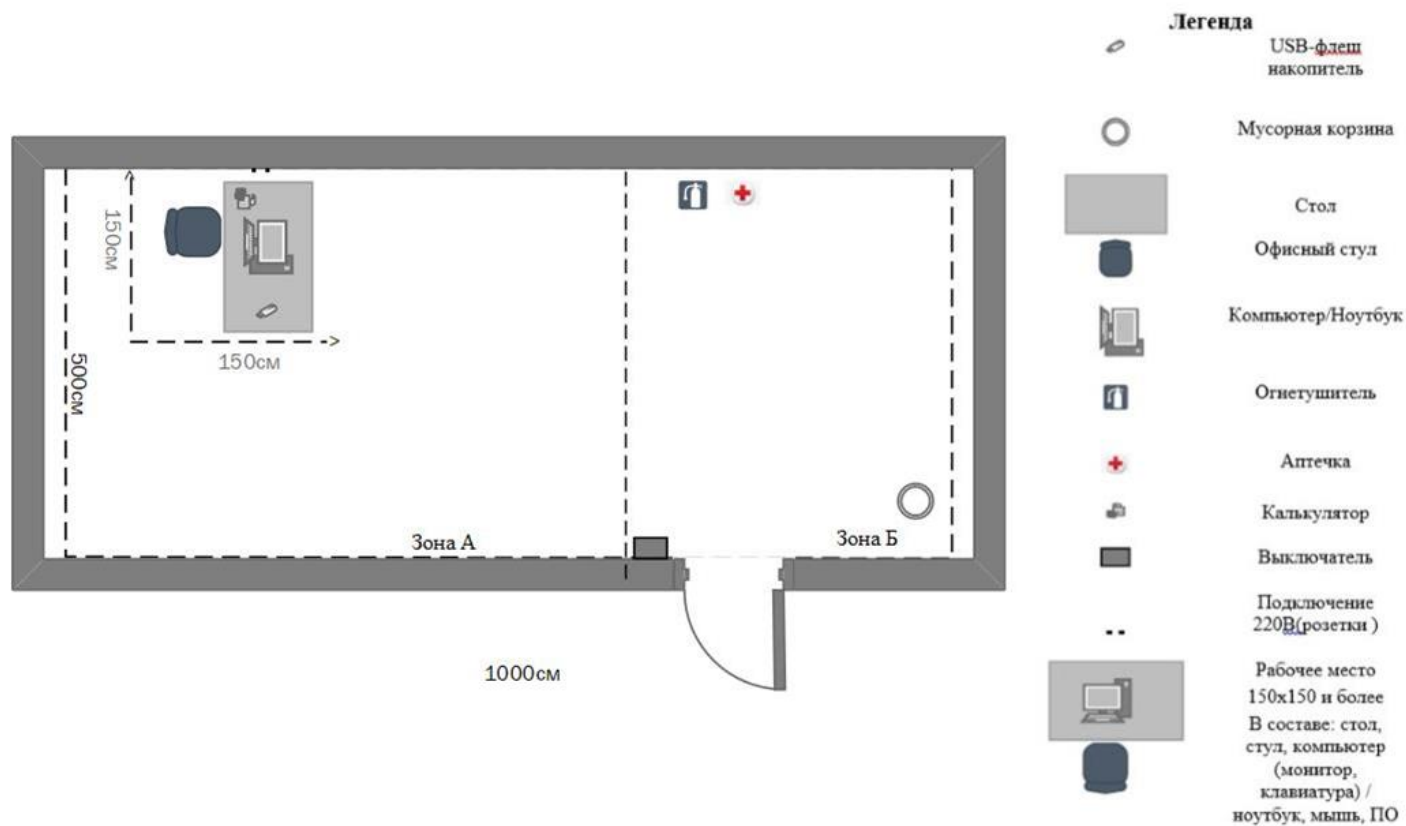 150см
150см
500см
Зона А
Зона Б
1000см
Легенда
USB-флеш
накопитель
Мусорная корзина
Стол
Офисный стул
Компьютер/Ноутбук
Огнетушитель
Аптечка
Калькулятор
Выключатель
Подключение
220В(розетки )
Рабочее место
150х150 и более
В составе: стол,
стул, компьютер
(монитор,
клавиатура) /
ноутбук, мышь, ПО